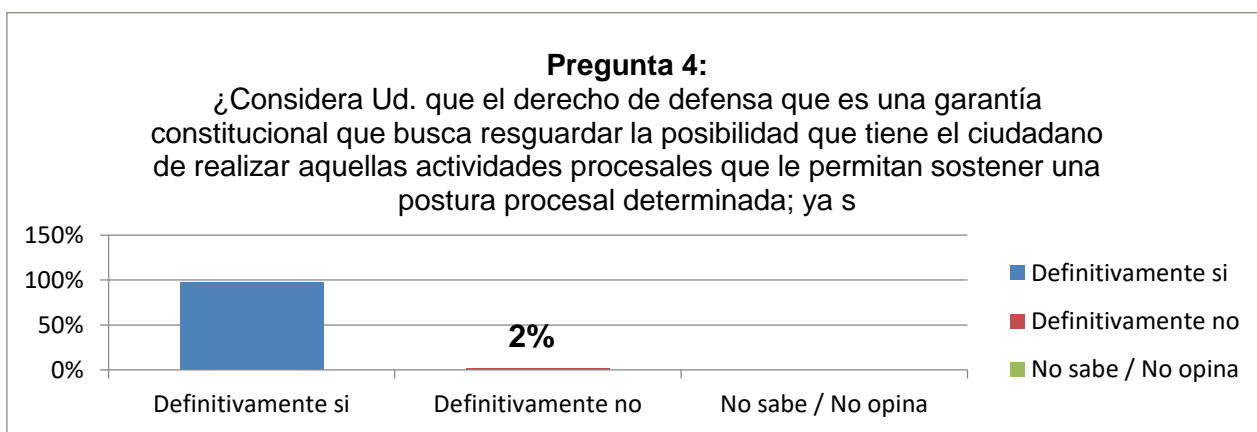 Pregunta 4:
¿Considera Ud. que el derecho de defensa que es una garantía
constitucional que busca resguardar la posibilidad que tiene el ciudadano
de realizar aquellas actividades procesales que le permitan sostener una
postura procesal determinada; ya s
150%
100%
50%
0%
2%
Definitivamente si
Definitivamente no
No sabe / No opina
Definitivamente si
Definitivamente no
No sabe / No opina